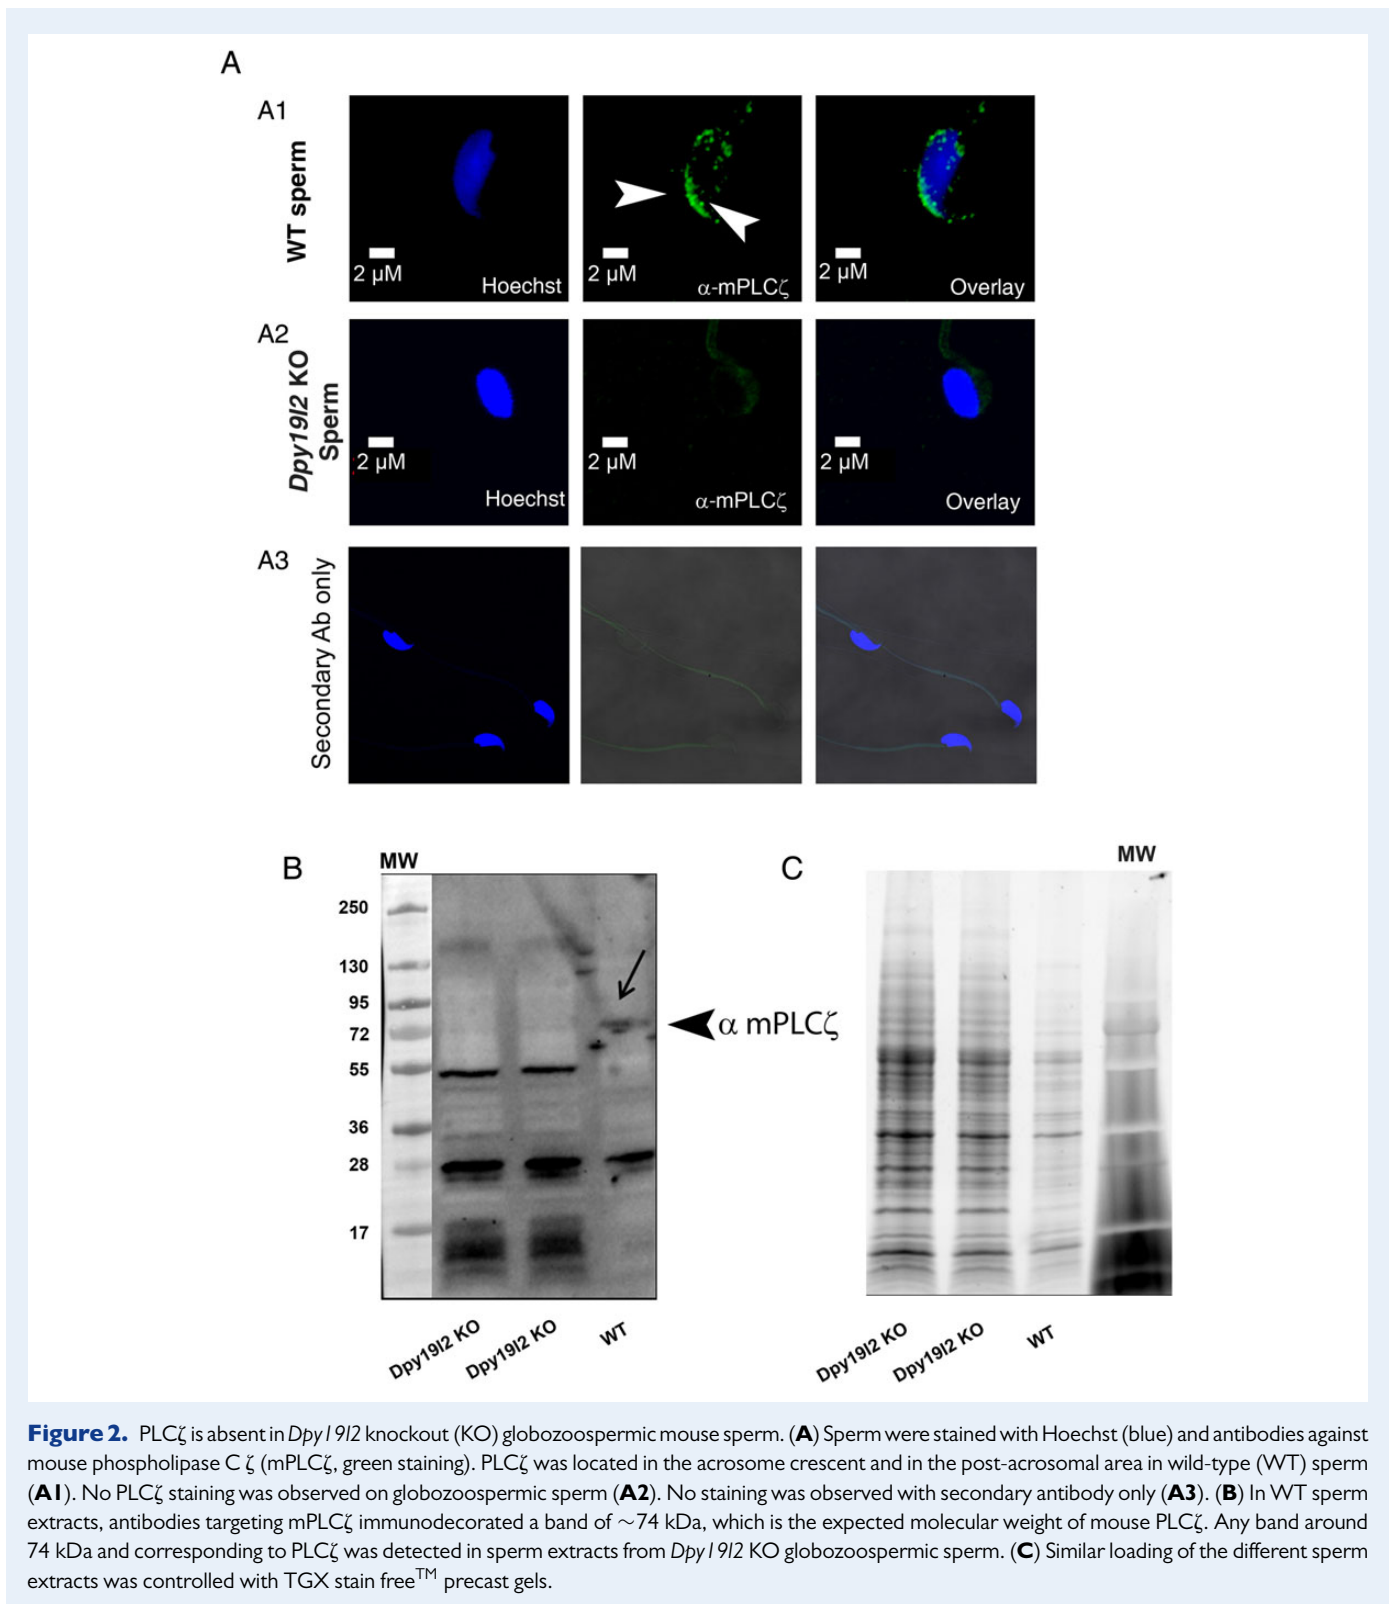 A
A1
WT sperm
2 μM
Hoechst
2 μM
α-mPLCζ
2 μM
Overlay
A2
Dpy19l2 KO
Sperm
2 μM
Hoechst
2 μM
α-mPLCζ
2 μM
Overlay
A3
Secondary Ab only
B
MW
250
130
95
72
55
36
28
17
α mPLCζ
Dpy19l2 KO
Dpy19l2 KO
WT
C
MW
Dpy19l2 KO
Dpy19l2 KO
WT
Figure 2. PLCζ is absent in Dpy19l2 knockout (KO) globozoospermic mouse sperm. (A) Sperm were stained with Hoechst (blue) and antibodies against
mouse phospholipase C ζ (mPLCζ, green staining). PLCζ was located in the acrosome crescent and in the post-acrosomal area in wild-type (WT) sperm
(A1). No PLCζ staining was observed on globozoospermic sperm (A2). No staining was observed with secondary antibody only (A3). (B) In WT sperm
extracts, antibodies targeting mPLCζ immunodecorated a band of ∼74 kDa, which is the expected molecular weight of mouse PLCζ. Any band around
74 kDa and corresponding to PLCζ was detected in sperm extracts from Dpy19l2 KO globozoospermic sperm. (C) Similar loading of the different sperm
extracts was controlled with TGX stain free™ precast gels.